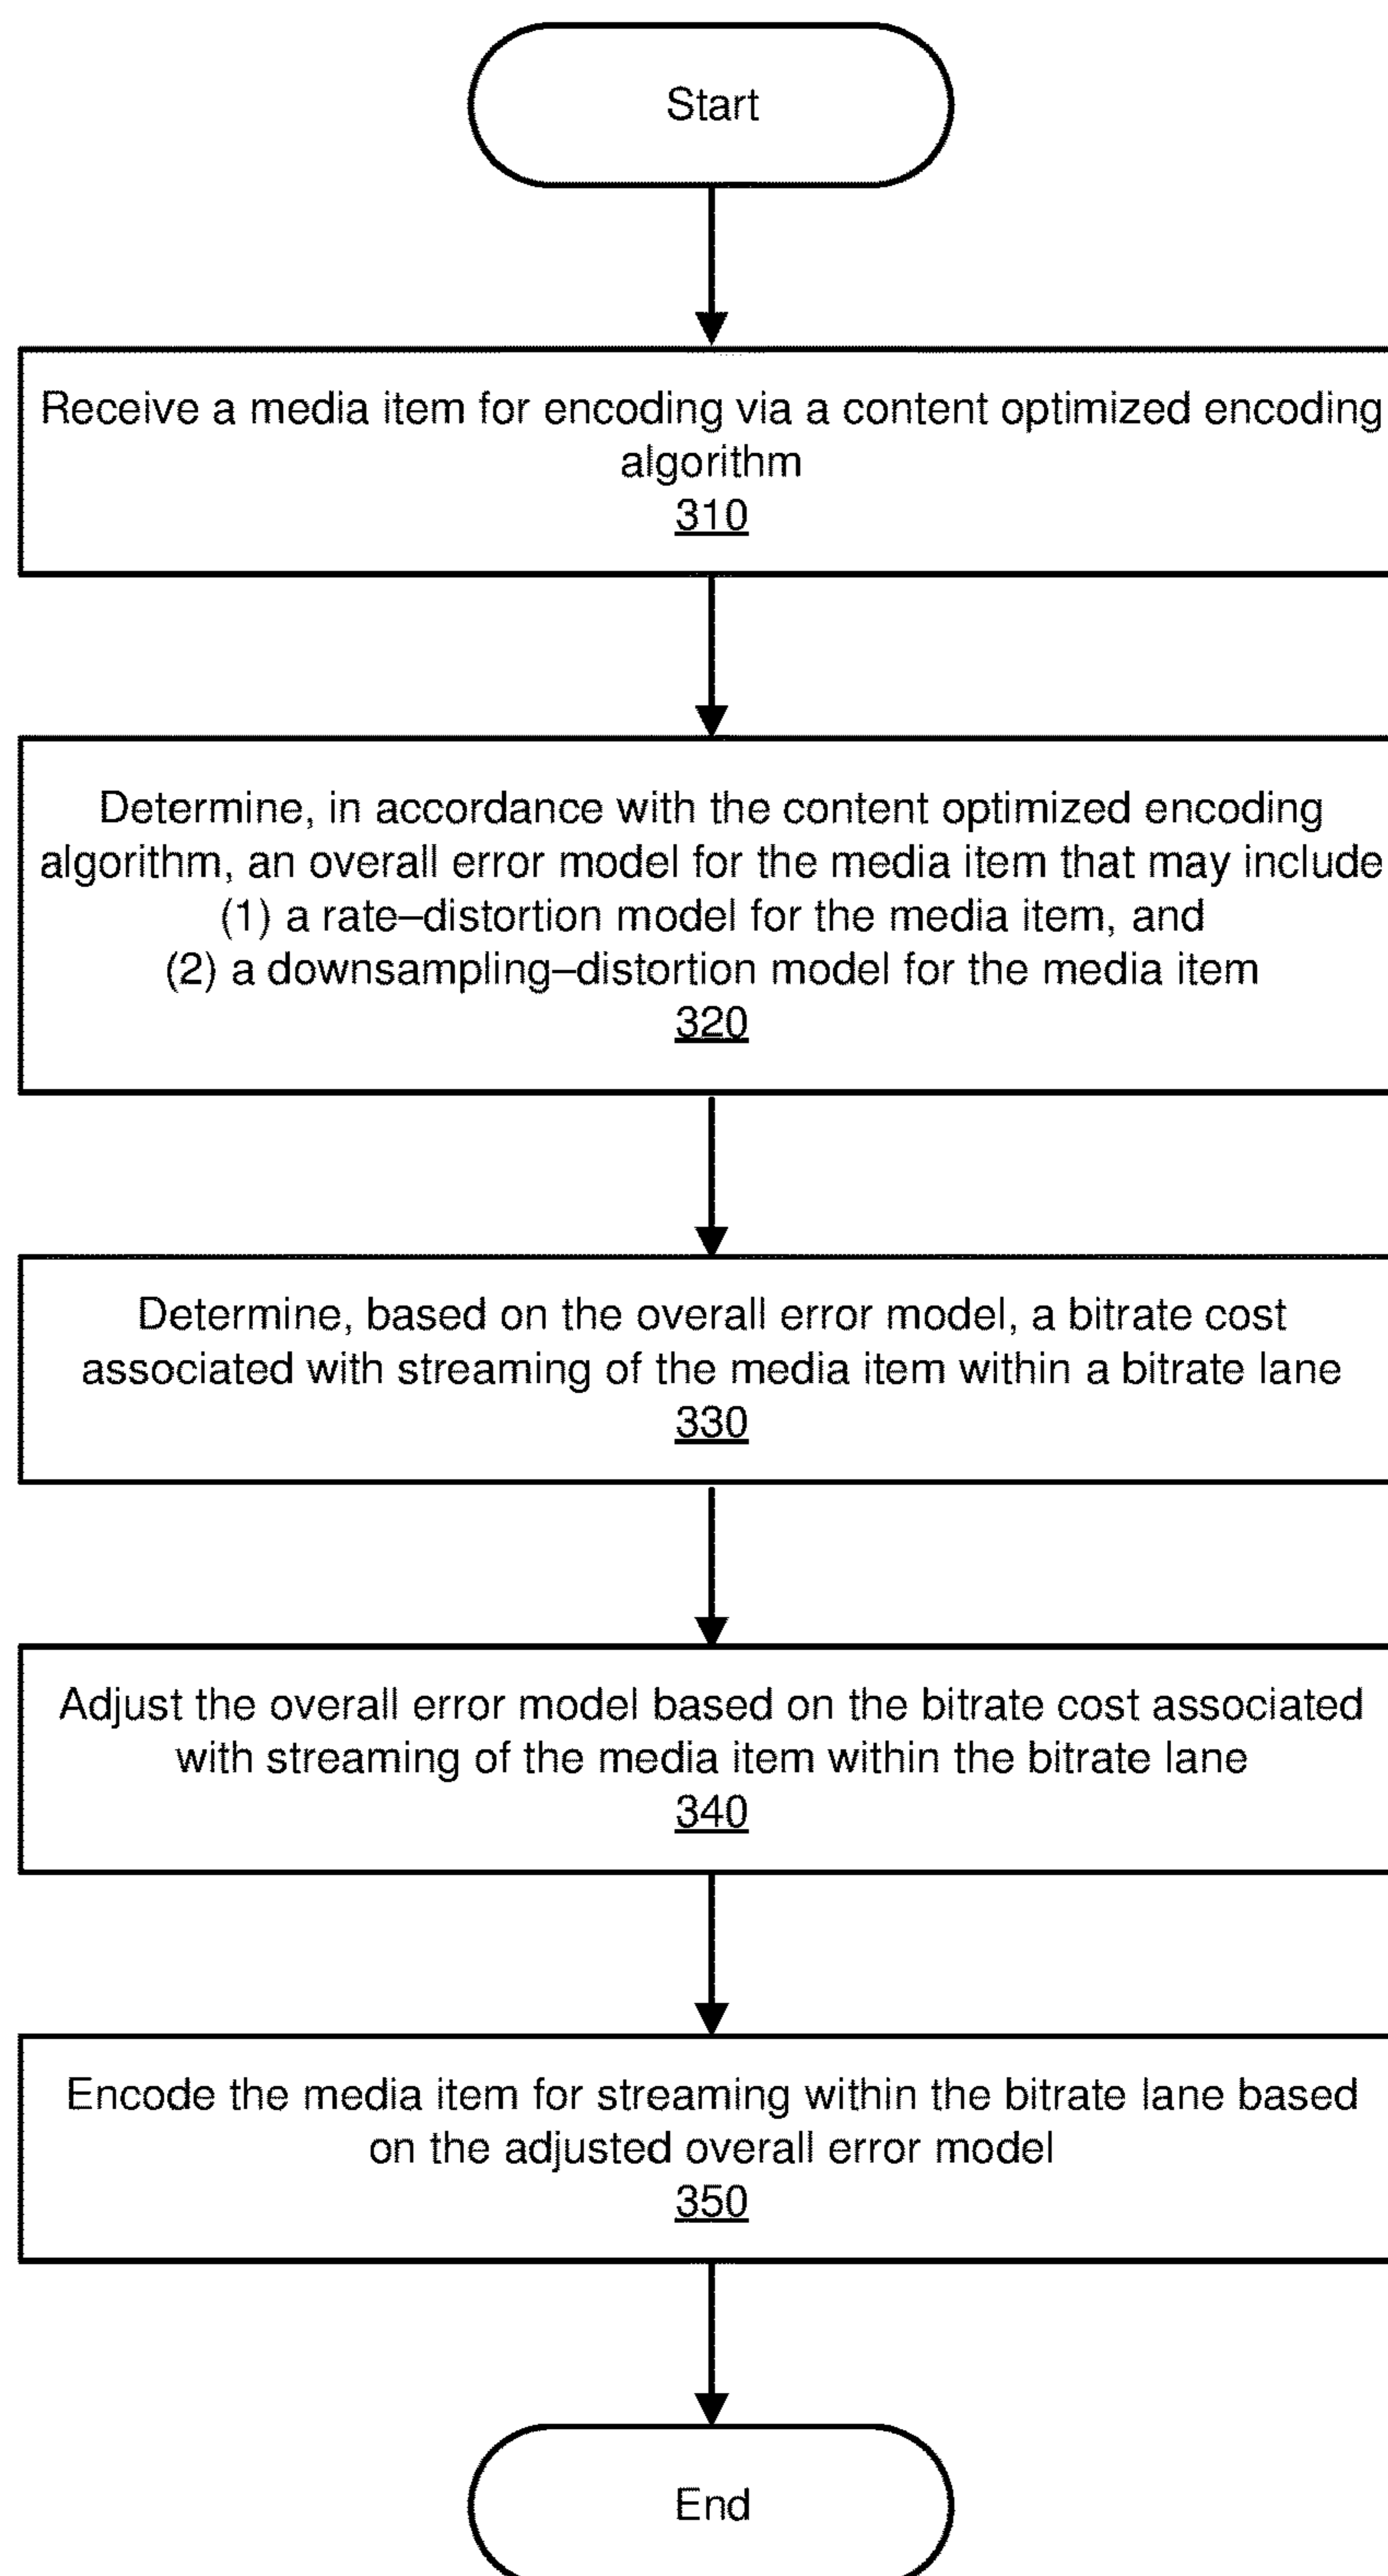 Start
Receive a media item for encoding via a content optimized encoding
algorithm
310
Determine, in accordance with the content optimized encoding
algorithm, an overall error model for the media item that may include
(1) a rate–distortion model for the media item, and
(2) a downsampling–distortion model for the media item
320
Determine, based on the overall error model, a bitrate cost
associated with streaming of the media item within a bitrate lane
330
Adjust the overall error model based on the bitrate cost associated
with streaming of the media item within the bitrate lane
340
Encode the media item for streaming within the bitrate lane based
on the adjusted overall error model
350
End